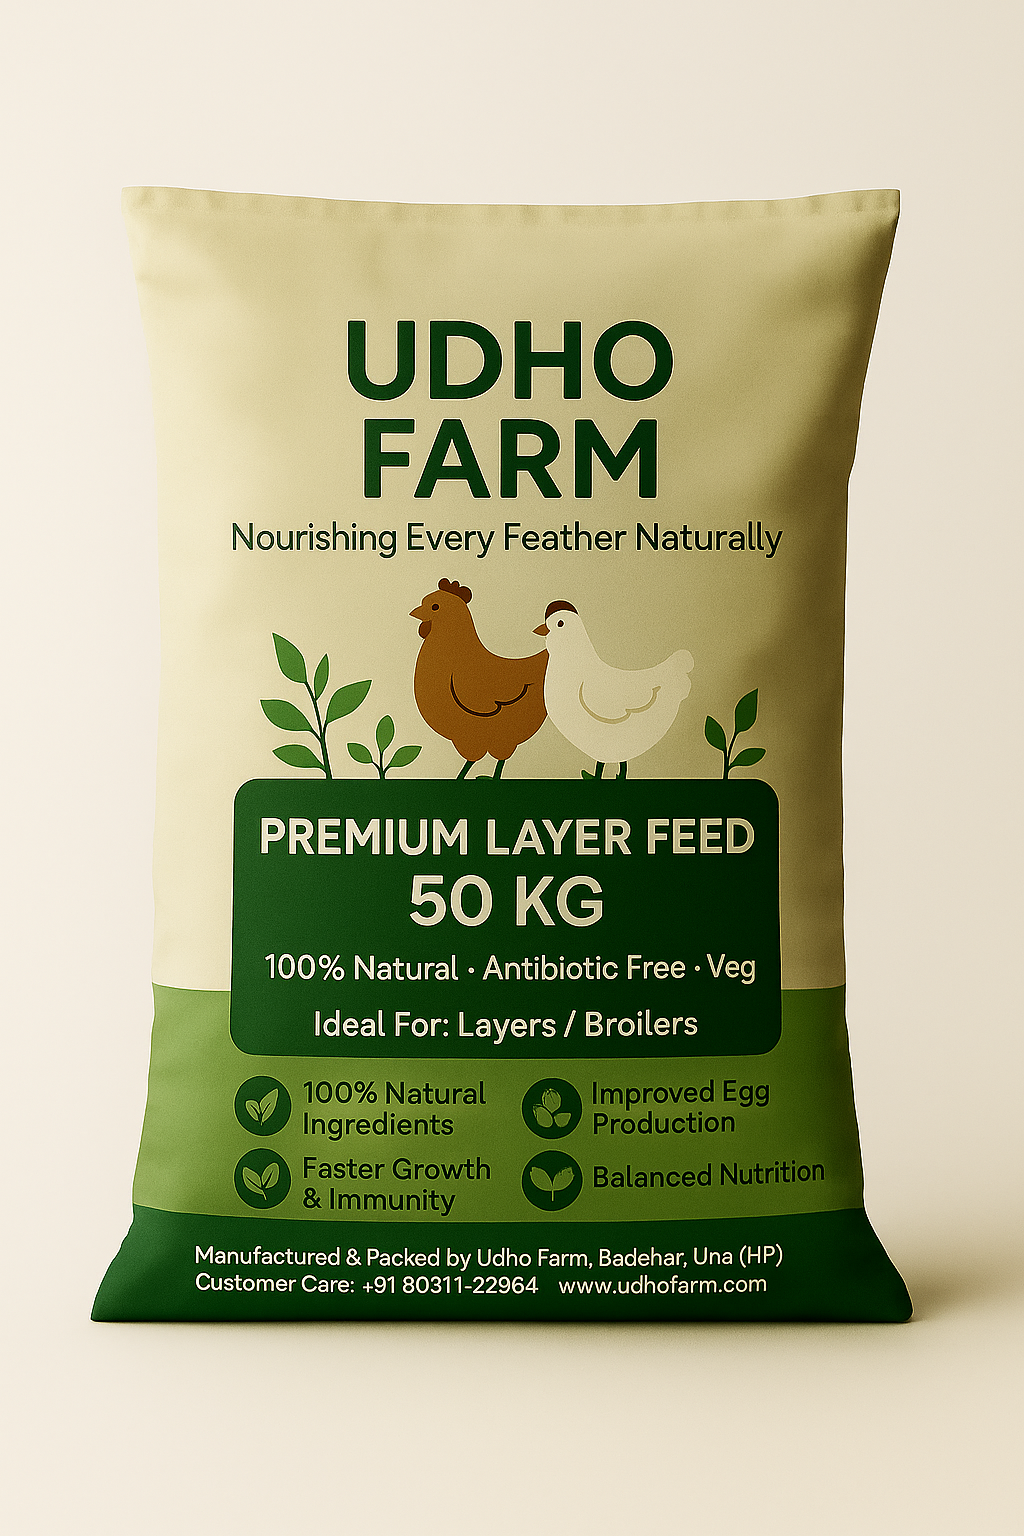 UDHO
FARM
Nourishing Every Feather Naturally
PREMIUM LAYER FEED
50 KG
100% Natural · Antibiotic Free · Veg
Ideal For: Layers / Broilers
100% Natural
Ingredients
Improved Egg
Production
Faster Growth
& Immunity
Balanced Nutrition
Manufactured & Packed by Udho Farm, Badehar, Una (HP)
Customer Care: +91 80311-22964 www.udhofarm.com